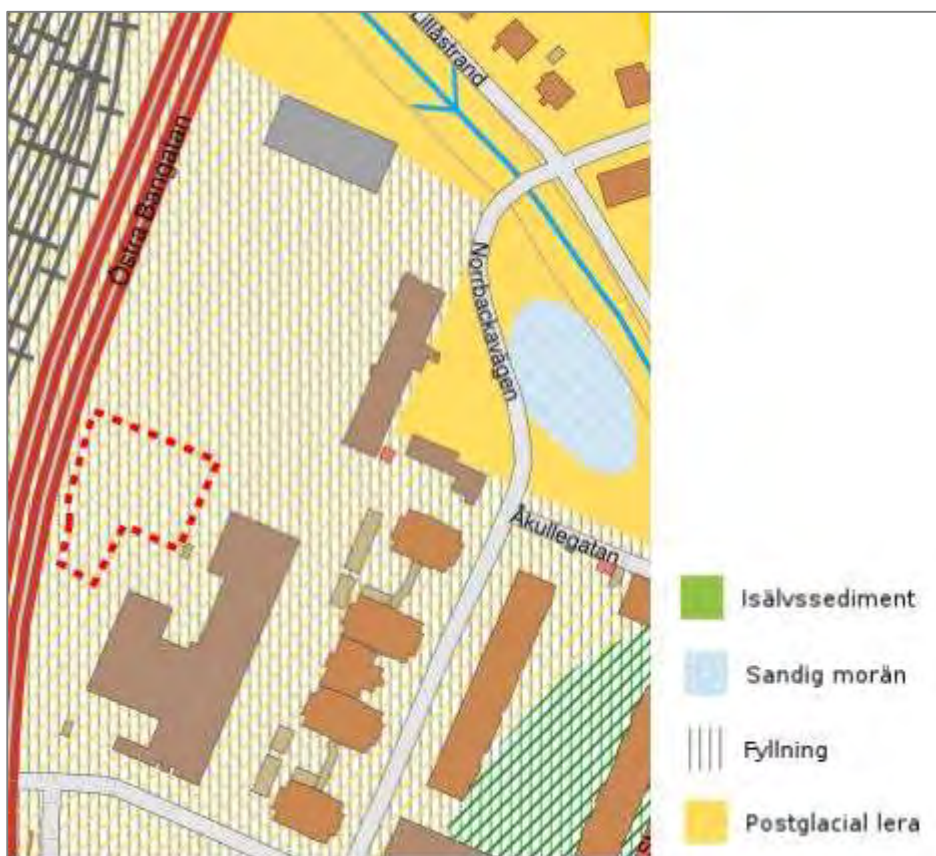 Lillåstrand
Östra Bangatan
Norrbackavägen
Åkullegatan
Isälvssediment
Sandig morän
Fyllning
Postglacial lera